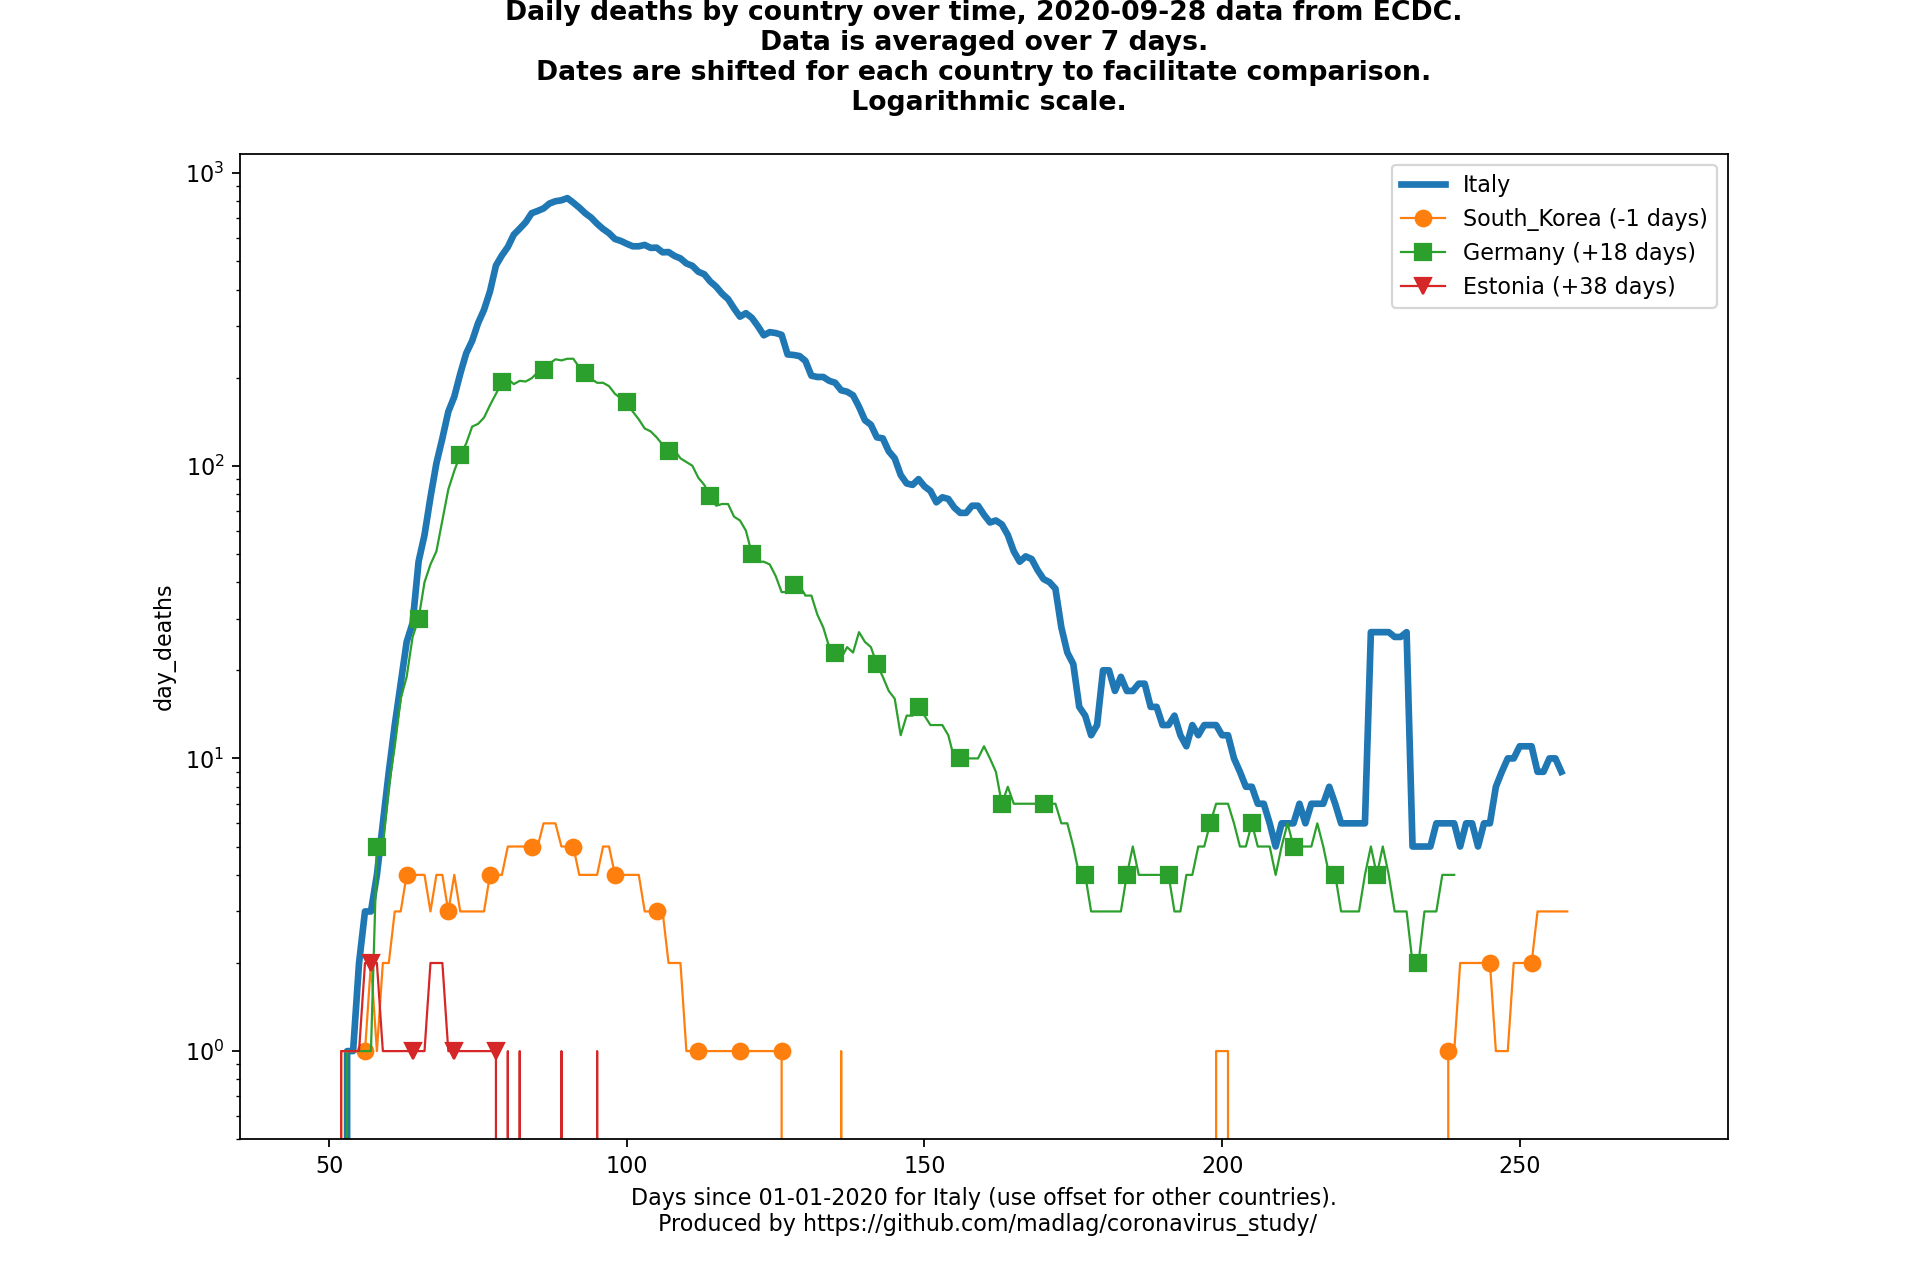 Daily deaths by country over time, 2020-09-28 data from ECDC.
Data is averaged over 7 days.
Dates are shifted for each country to facilitate comparison.
Logarithmic scale.
10³
10²
10¹
10⁰
day_deaths
Italy
South_Korea (-1 days)
Germany (+18 days)
Estonia (+38 days)
50 100 150 200 250
Days since 01-01-2020 for Italy (use offset for other countries).
Produced by https://github.com/madlag/coronavirus_study/